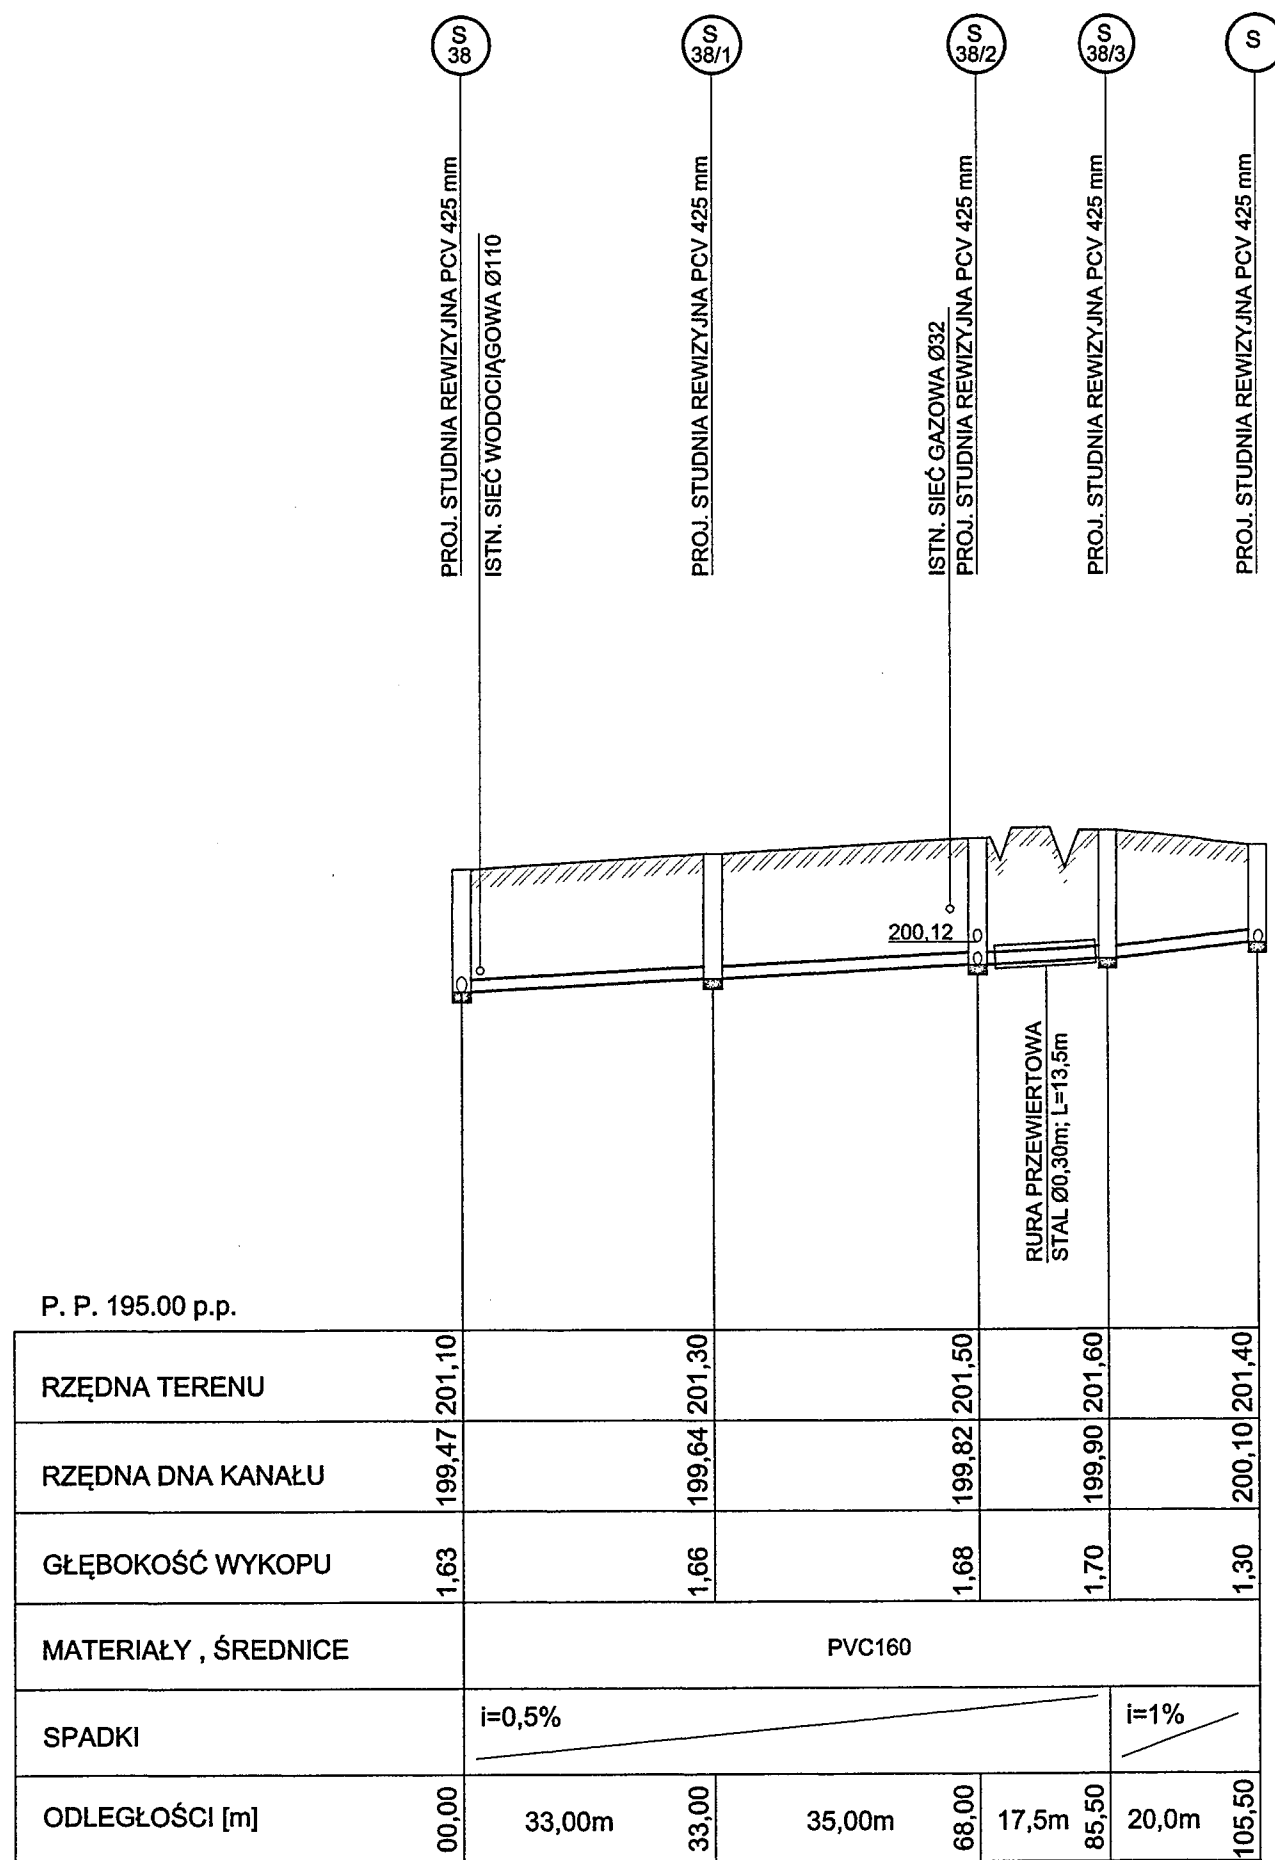 S
38
S
38/1
S
38/2
S
38/3
S
PROJ. STUDNIA REWIZYJNA PCV 425 mm
ISTN. SIEĆ WODOCIĄGOWA Ø110
PROJ. STUDNIA REWIZYJNA PCV 425 mm
ISTN. SIEĆ GAZOWA Ø32
PROJ. STUDNIA REWIZYJNA PCV 425 mm
PROJ. STUDNIA REWIZYJNA PCV 425 mm
PROJ. STUDNIA REWIZYJNA PCV 425 mm
200,12
RURA PRZEWIERTOWA
STAL Ø0,30m; L=13,5m
P. P. 195.00 p.p.
RZĘDNA TERENU 201,10 201,30 201,50 201,60 201,40
RZĘDNA DNA KANAŁU 199,47 199,64 199,82 199,90 200,10
GŁĘBOKOŚĆ WYKOPU 1,63 1,66 1,68 1,70 1,30
MATERIAŁY , ŚREDNICE PVC160
SPADKI i=0,5% i=1%
ODLEGŁOŚCI [m] 00,00 33,00m 33,00 35,00m 68,00 17,5m 85,50 20,0m 105,50